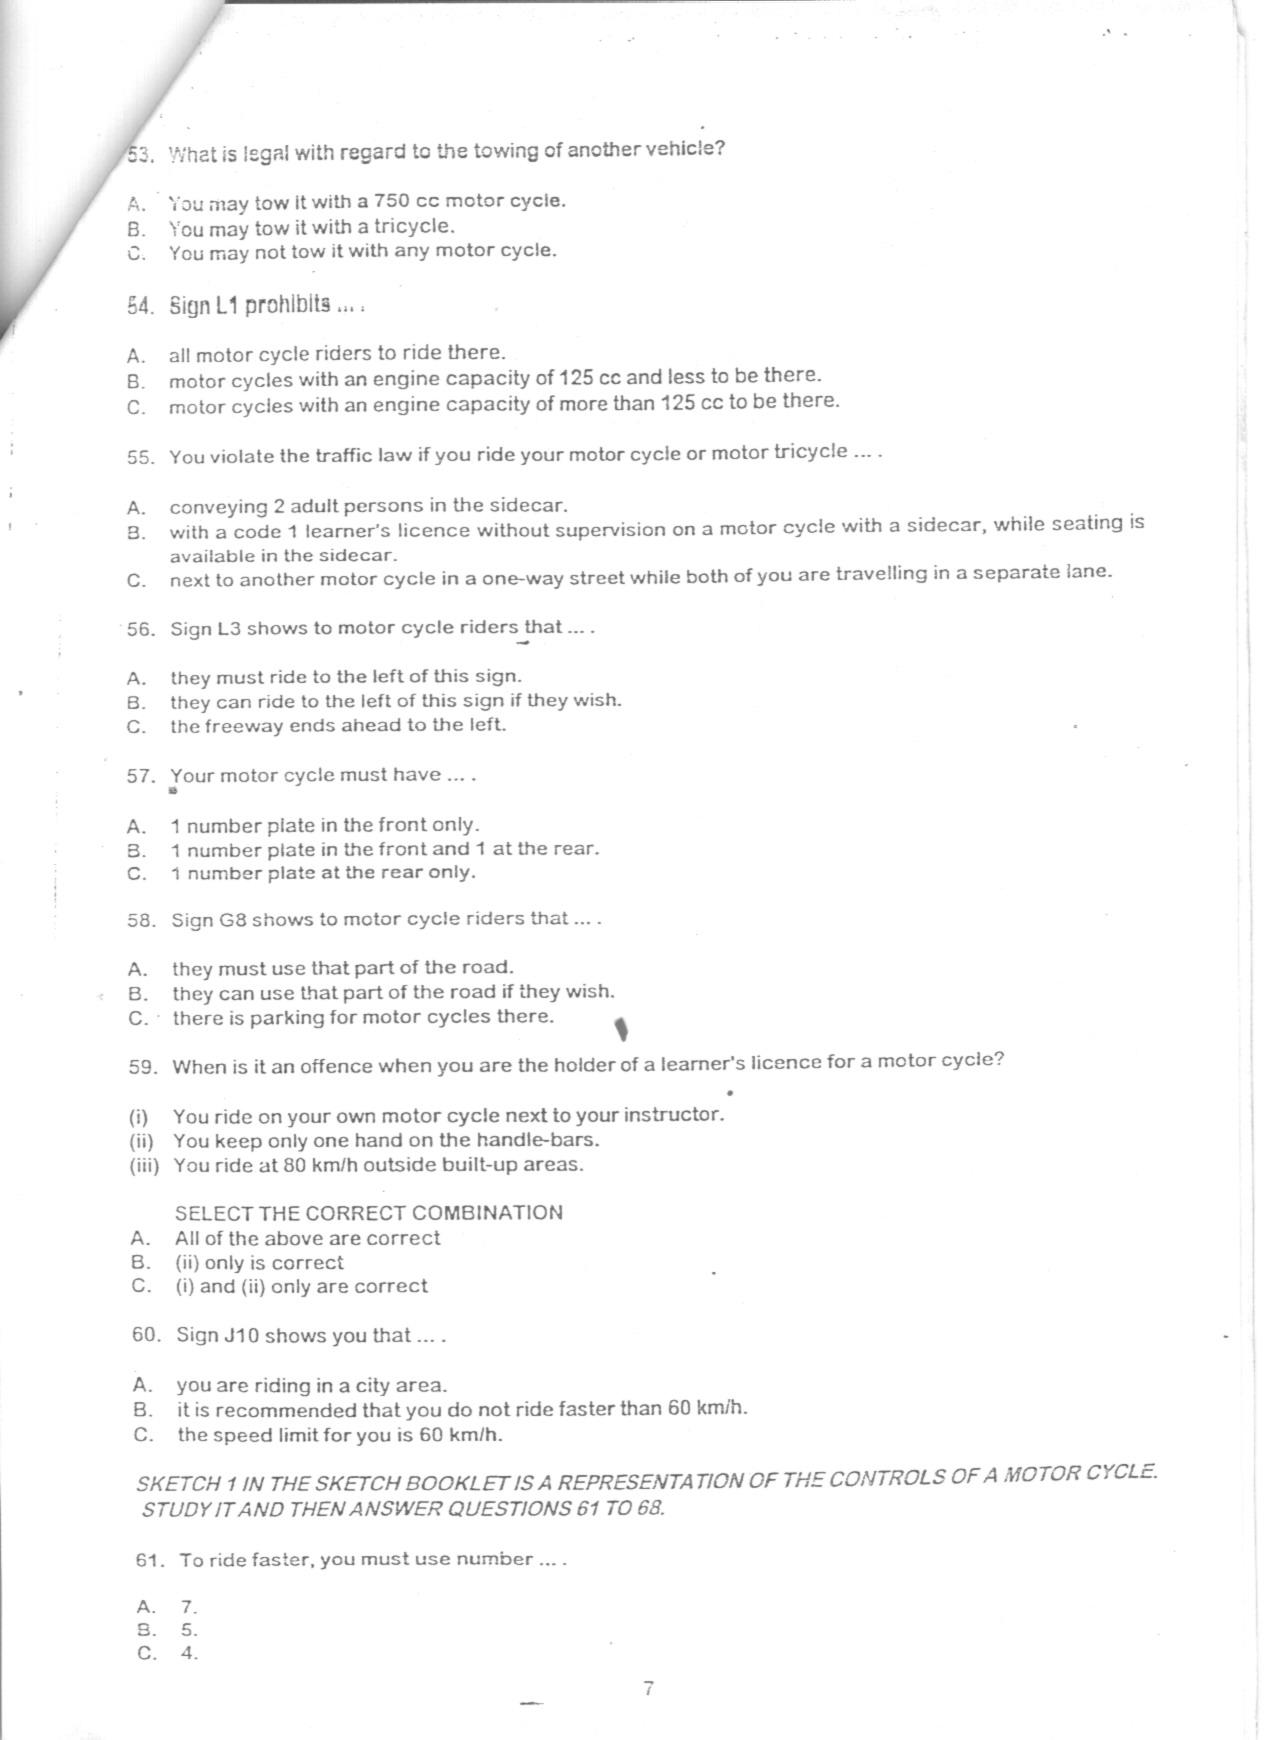 53. What is legal with regard to the towing of another vehicle?
A. You may tow it with a 750 cc motor cycle.
B. You may tow it with a tricycle.
C. You may not tow it with any motor cycle.
54. Sign L1 prohibits ... .
A. all motor cycle riders to ride there.
B. motor cycles with an engine capacity of 125 cc and less to be there.
C. motor cycles with an engine capacity of more than 125 cc to be there.
55. You violate the traffic law if you ride your motor cycle or motor tricycle ... .
A. conveying 2 adult persons in the sidecar.
B. with a code 1 learner's licence without supervision on a motor cycle with a sidecar, while seating is
available in the sidecar.
C. next to another motor cycle in a one-way street while both of you are travelling in a separate lane.
56. Sign L3 shows to motor cycle riders that ... .
A. they must ride to the left of this sign.
B. they can ride to the left of this sign if they wish.
C. the freeway ends ahead to the left.
57. Your motor cycle must have ... .
A. 1 number plate in the front only.
B. 1 number plate in the front and 1 at the rear.
C. 1 number plate at the rear only.
58. Sign G8 shows to motor cycle riders that ... .
A. they must use that part of the road.
B. they can use that part of the road if they wish.
C. there is parking for motor cycles there.
59. When is it an offence when you are the holder of a learner's licence for a motor cycle?
(i) You ride on your own motor cycle next to your instructor.
(ii) You keep only one hand on the handle-bars.
(iii) You ride at 80 km/h outside built-up areas.
SELECT THE CORRECT COMBINATION
A. All of the above are correct
B. (ii) only is correct
C. (i) and (ii) only are correct
60. Sign J10 shows you that ... .
A. you are riding in a city area.
B. it is recommended that you do not ride faster than 60 km/h.
C. the speed limit for you is 60 km/h.
SKETCH 1 IN THE SKETCH BOOKLET IS A REPRESENTATION OF THE CONTROLS OF A MOTOR CYCLE.
STUDY IT AND THEN ANSWER QUESTIONS 61 TO 68.
61. To ride faster, you must use number ... .
A. 7.
B. 5.
C. 4.
7